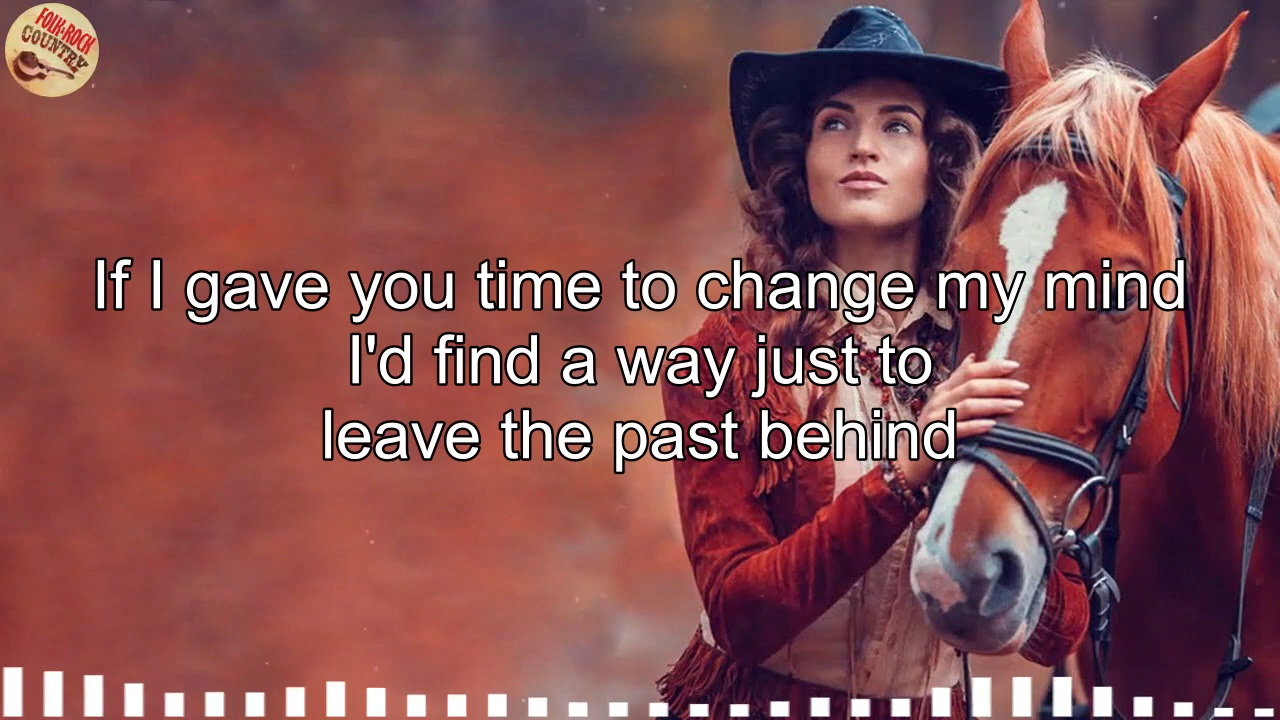 FOLK-ROCK
COUNTRY
If I gave you time to change my mind
I'd find a way just to
leave the past behind